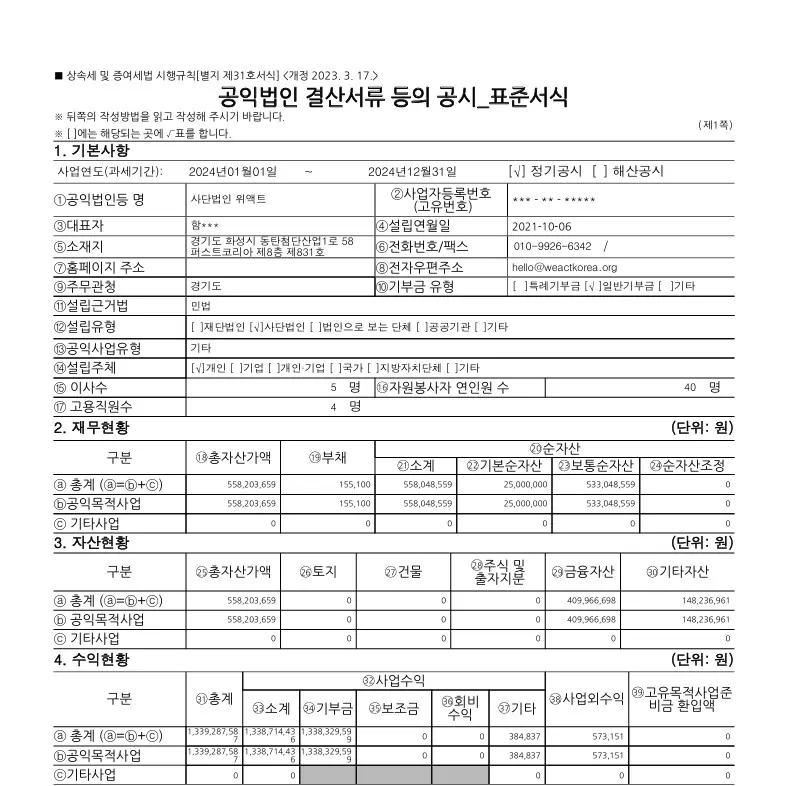 ■ 상속세 및 증여세법 시행규칙[별지 제31호서식] <개정 2023. 3. 17.>
공익법인 결산서류 등의 공시_표준서식
※ 뒤쪽의 작성방법을 읽고 작성해 주시기 바랍니다.
(제1쪽)
※ [ ]에는 해당되는 곳에 √표를 합니다.
1. 기본사항
사업연도(과세기간): 2024년01월01일 ~ 2024년12월31일 [√] 정기공시 [ ] 해산공시
①공익법인등 명 사단법인 위액트 ②사업자등록번호 (고유번호) *** - ** - *****
③대표자 함*** ④설립연월일 2021-10-06
⑤소재지 경기도 화성시 동탄첨단산업1로 58 퍼스트코리아 제8층 제831호 ⑥전화번호/팩스 010-9926-6342 /
⑦홈페이지 주소 ⑧전자우편주소 hello@weactkorea.org
⑨주무관청 경기도 ⑩기부금 유형 [ ]특례기부금 [√ ]일반기부금 [ ]기타
⑪설립근거법 민법
⑫설립유형 [ ]재단법인 [√]사단법인 [ ]법인으로 보는 단체 [ ]공공기관 [ ]기타
⑬공익사업유형 기타
⑭설립주체 [√]개인 [ ]기업 [ ]개인·기업 [ ]국가 [ ]지방자치단체 [ ]기타
⑮ 이사수 5 명 ⑯자원봉사자 연인원 수 40 명
⑰ 고용직원수 4 명
2. 재무현황 (단위: 원)
구분 ⑱총자산가액 ⑲부채 ⑳순자산
㉑소계 ㉒기본순자산 ㉓보통순자산 ㉔순자산조정
ⓐ 총계 (ⓐ=ⓑ+ⓒ) 558,203,659 155,100 558,048,559 25,000,000 533,048,559 0
ⓑ공익목적사업 558,203,659 155,100 558,048,559 25,000,000 533,048,559 0
ⓒ 기타사업 0 0 0 0 0 0
3. 자산현황 (단위: 원)
구분 ㉕총자산가액 ㉖토지 ㉗건물 ㉘주식 및 출자지분 ㉙금융자산 ㉚기타자산
ⓐ 총계 (ⓐ=ⓑ+ⓒ) 558,203,659 0 0 0 409,966,698 148,236,961
ⓑ 공익목적사업 558,203,659 0 0 0 409,966,698 148,236,961
ⓒ 기타사업 0 0 0 0 0 0
4. 수익현황 (단위: 원)
구분 ㉛총계 ㉜사업수익 ㊳사업외수익 ㊴고유목적사업준비금 환입액
㉝소계 ㉞기부금 ㉟보조금 ㊱회비 수익 ㊲기타
ⓐ 총계 (ⓐ=ⓑ+ⓒ) 1,339,287,587 1,338,714,436 1,338,329,599 0 0 384,837 573,151 0
ⓑ공익목적사업 1,339,287,587 1,338,714,436 1,338,329,599 0 0 384,837 573,151 0
ⓒ기타사업 0 0 0 0 0